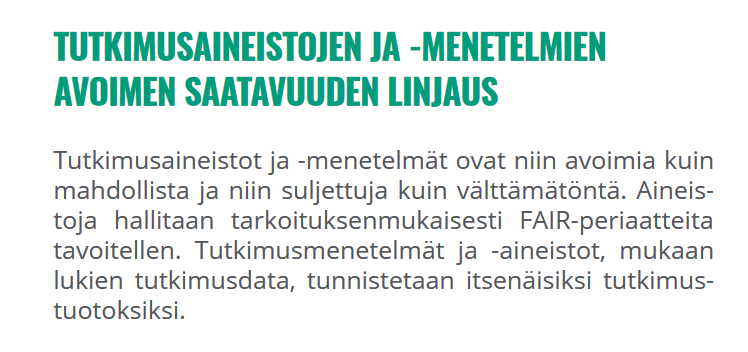 TUTKIMUSAINEISTOJEN JA -MENETELMIEN
AVOIMEN SAATAVUUDEN LINJAUS
Tutkimusaineistot ja -menetelmät ovat niin avoimia kuin
mahdollista ja niin suljettuja kuin välttämätöntä. Aineis-
toja hallitaan tarkoituksenmukaisesti FAIR-periaatteita
tavoitellen. Tutkimusmenetelmät ja -aineistot, mukaan
lukien tutkimusdata, tunnistetaan itsenäisiksi tutkimus-
tuotoksiksi.